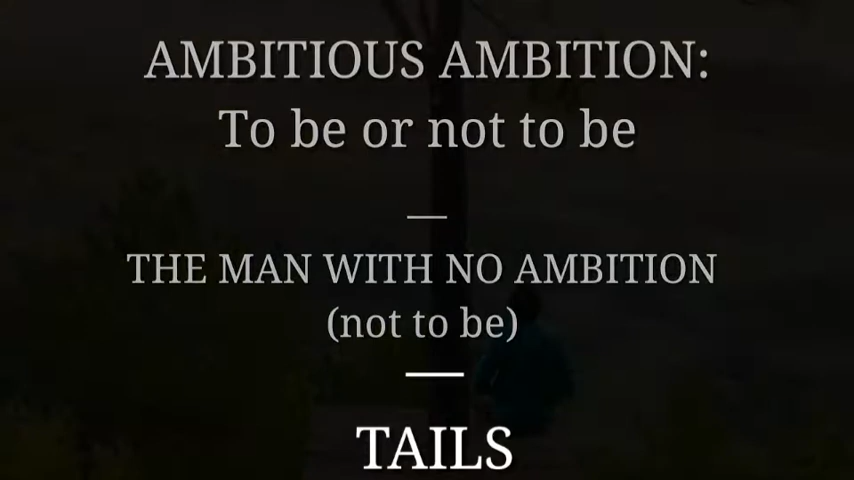 AMBITIOUS AMBITION:
To be or not to be
THE MAN WITH NO AMBITION
(not to be)
TAILS